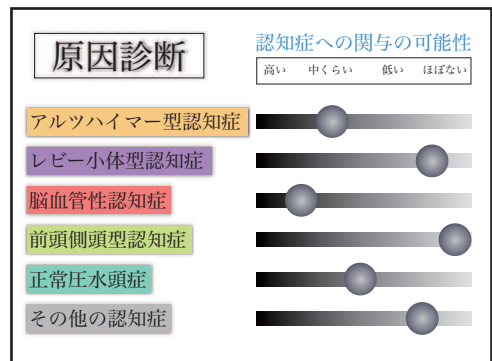 原因診断
認知症への関与の可能性
高い 中くらい 低い ほぼない
アルツハイマー型認知症
レビー小体型認知症
脳血管性認知症
前頭側頭型認知症
正常圧水頭症
その他の認知症